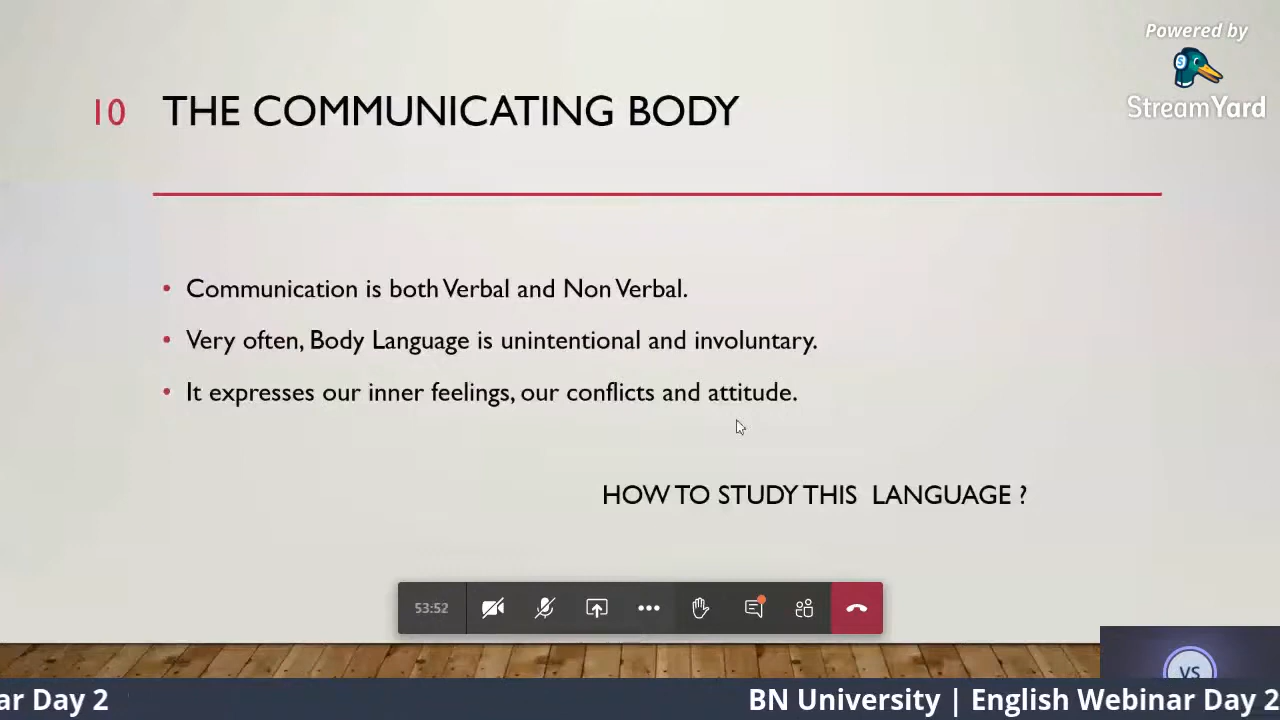 Powered by
StreamYard
10 THE COMMUNICATING BODY
• Communication is both Verbal and Non Verbal.
• Very often, Body Language is unintentional and involuntary.
• It expresses our inner feelings, our conflicts and attitude.
HOW TO STUDY THIS LANGUAGE ?
53:52
VS
ar Day 2 BN University | English Webinar Day 2